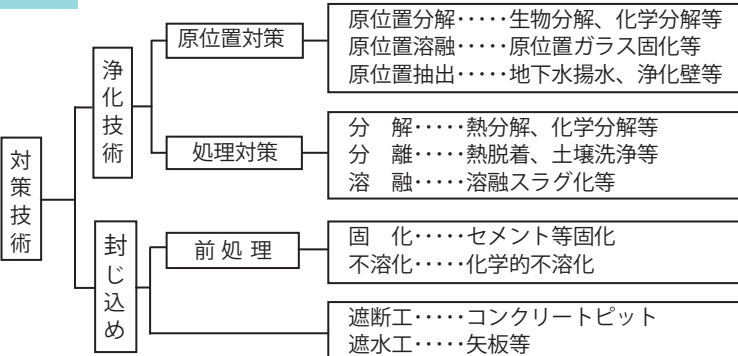 対策技術
浄化技術
原位置対策
原位置分解‥‥‥生物分解、化学分解等
原位置溶融‥‥‥原位置ガラス固化等
原位置抽出‥‥‥地下水揚水、浄化壁等
処理対策
分　解‥‥‥熱分解、化学分解等
分　離‥‥‥熱脱着、土壌洗浄等
溶　融‥‥‥溶融スラグ化等
封じ込め
前 処 理
固　化‥‥‥セメント等固化
不溶化‥‥‥化学的不溶化
遮断工‥‥‥コンクリートピット
遮水工‥‥‥矢板等